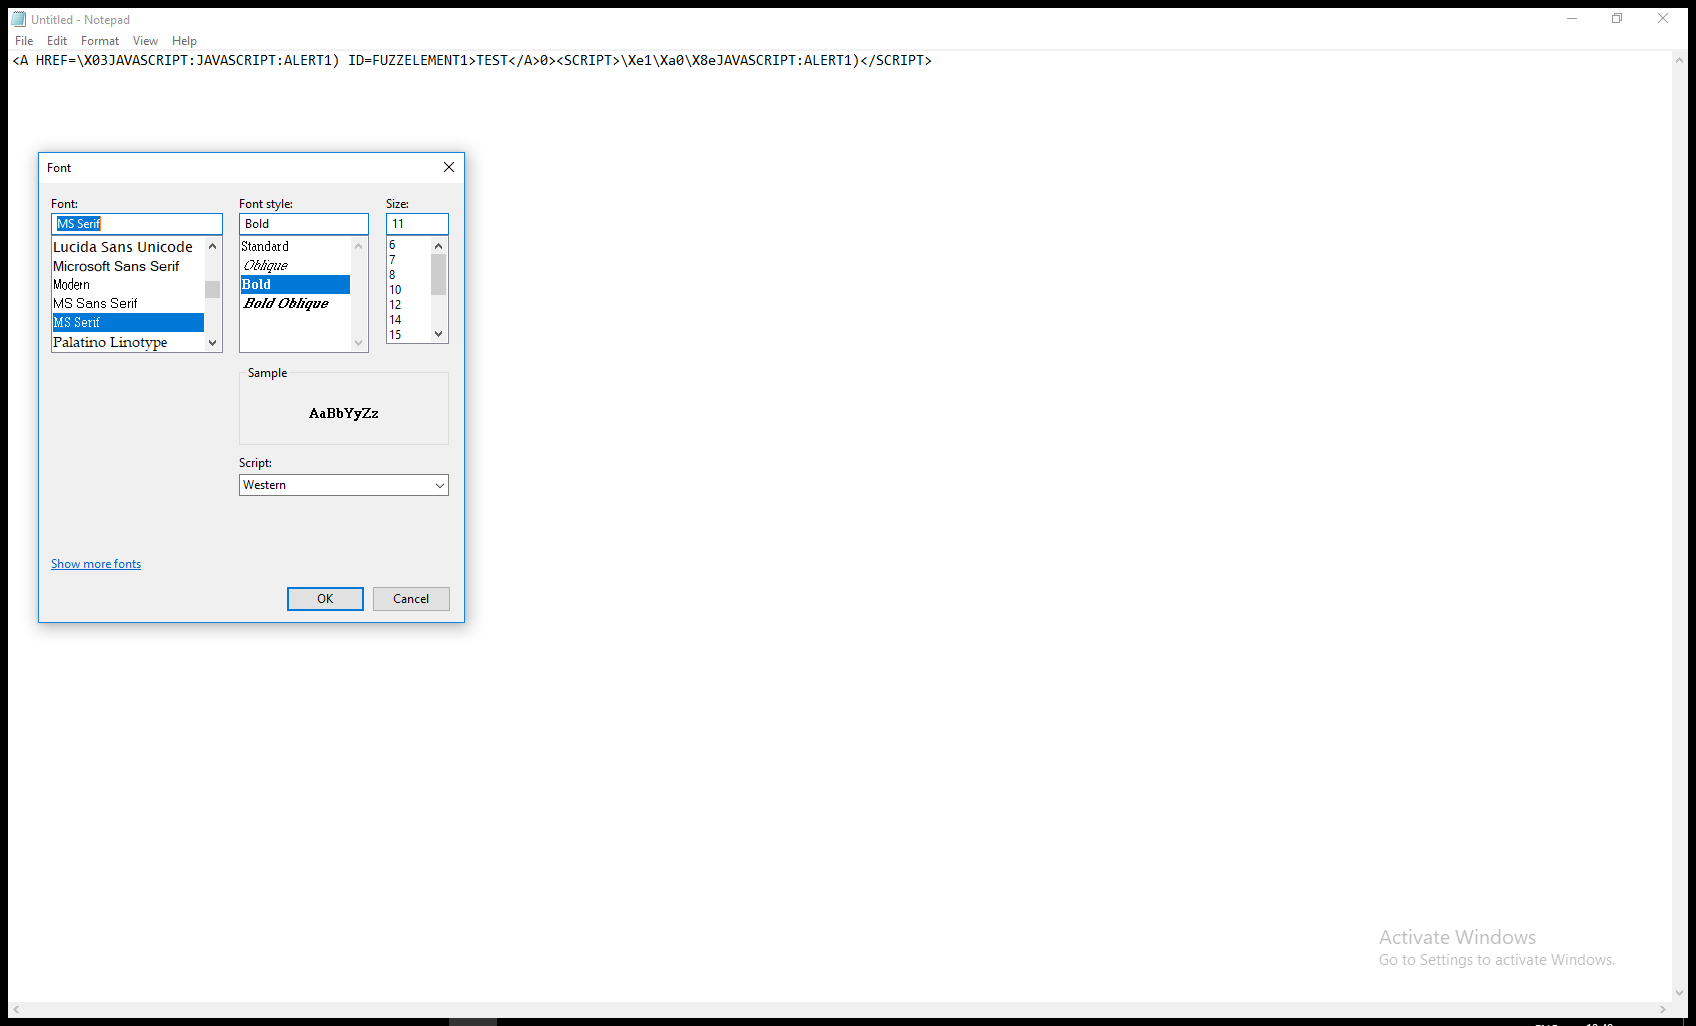 Untitled - Notepad
File Edit Format View Help
<A HREF=\X03JAVASCRIPT:JAVASCRIPT:ALERT1) ID=FUZZELEMENT1>TEST</A>0><SCRIPT>\Xe1\Xa0\X8eJAVASCRIPT:ALERT1)</SCRIPT>
Font
Font: Font style: Size:
MS Serif Bold 11
Lucida Sans Unicode
Microsoft Sans Serif
Modern
MS Sans Serif
MS Serif
Palatino Linotype
Standard
Oblique
Bold
Bold Oblique
6
7
8
10
12
14
15
Sample
AaBbYyZz
Script:
Western
Show more fonts
OK Cancel
Activate Windows
Go to Settings to activate Windows.